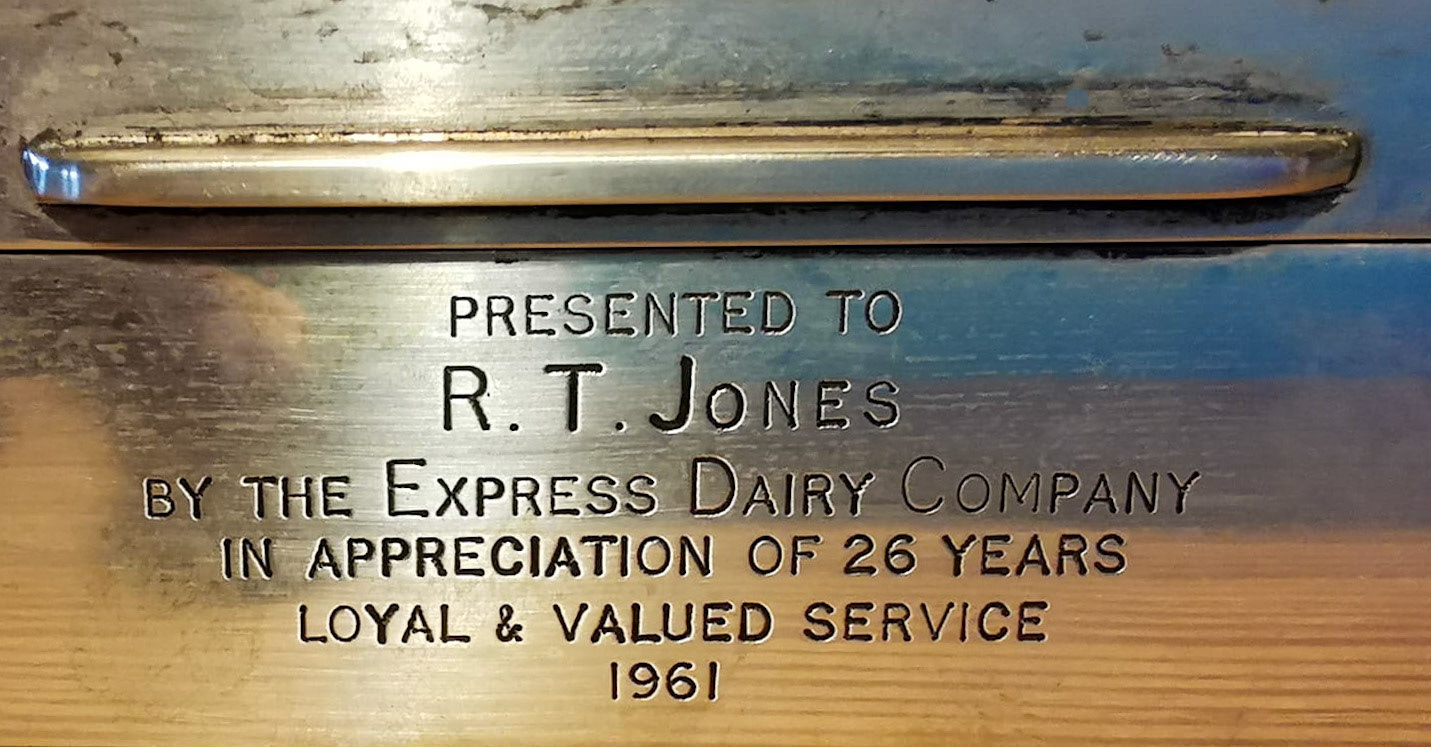 PRESENTED TO
R. T. JONES
BY THE EXPRESS DAIRY COMPANY
IN APPRECIATION OF 26 YEARS
LOYAL & VALUED SERVICE
1961